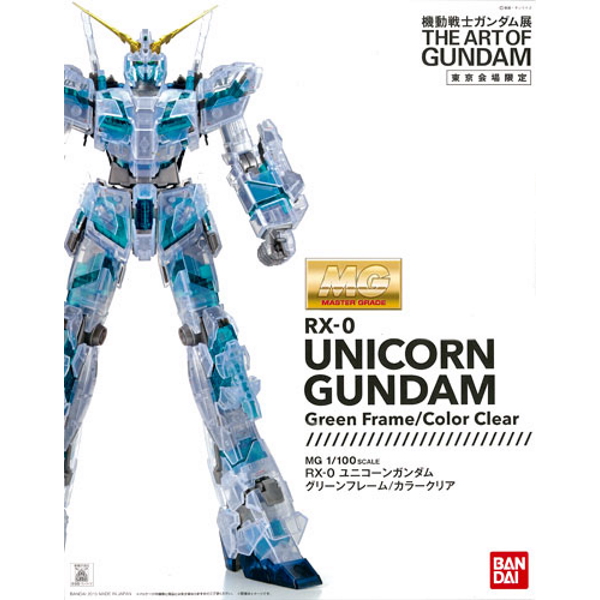 機動戦士ガンダム展
THE ART OF
GUNDAM
東京会場限定
MG
MASTER GRADE
RX-0
UNICORN
GUNDAM
Green Frame/Color Clear
MG 1/100 SCALE
RX-0 ユニコーンガンダム
グリーンフレーム/カラークリア
BAN
DAI